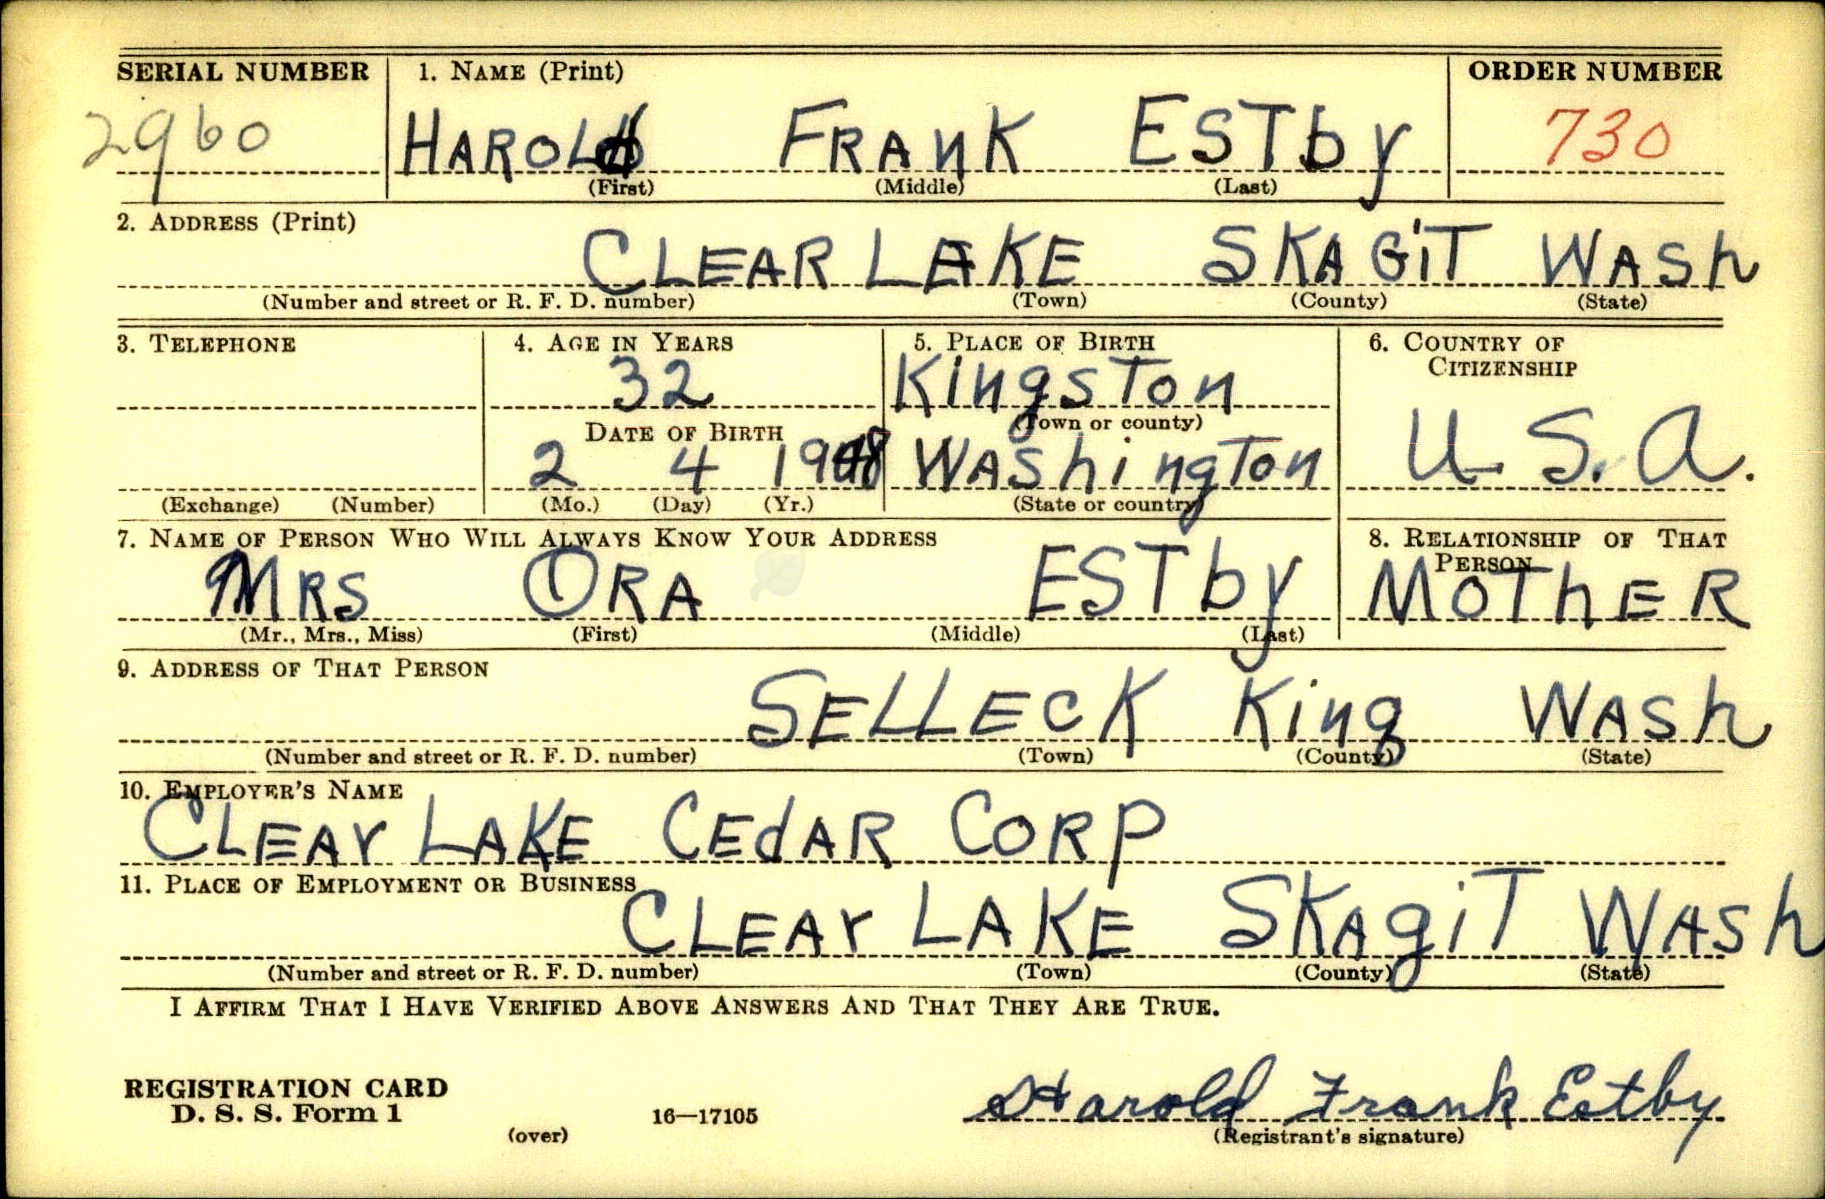 SERIAL NUMBER 1. NAME (Print) ORDER NUMBER
2960 HAROLD FRANK ESTby 730
(First) (Middle) (Last)
2. ADDRESS (Print)
CLEAR LAKE SKAGiT WASh
(Number and street or R. F. D. number) (Town) (County) (State)
3. TELEPHONE 4. AGE IN YEARS 5. PLACE OF BIRTH 6. COUNTRY OF
CITIZENSHIP
32 KingsTon
(Town or county)
DATE OF BIRTH
2 4 1908 WAshingTon U. S. A.
(Exchange) (Number) (Mo.) (Day) (Yr.) (State or country)
7. NAME OF PERSON WHO WILL ALWAYS KNOW YOUR ADDRESS 8. RELATIONSHIP OF THAT
PERSON
MRS ORA ESTby MOThER
(Mr., Mrs., Miss) (First) (Middle) (Last)
9. ADDRESS OF THAT PERSON
SELLECK King WASh
(Number and street or R. F. D. number) (Town) (County) (State)
10. EMPLOYER'S NAME
CLEAr LAKE CEdAR CORP
11. PLACE OF EMPLOYMENT OR BUSINESS
CLEAr LAKE SKAgiT WASh
(Number and street or R. F. D. number) (Town) (County) (State)
I AFFIRM THAT I HAVE VERIFIED ABOVE ANSWERS AND THAT THEY ARE TRUE.
REGISTRATION CARD
D. S. S. Form 1 16—17105 Harold Frank Estby
(over) (Registrant's signature)